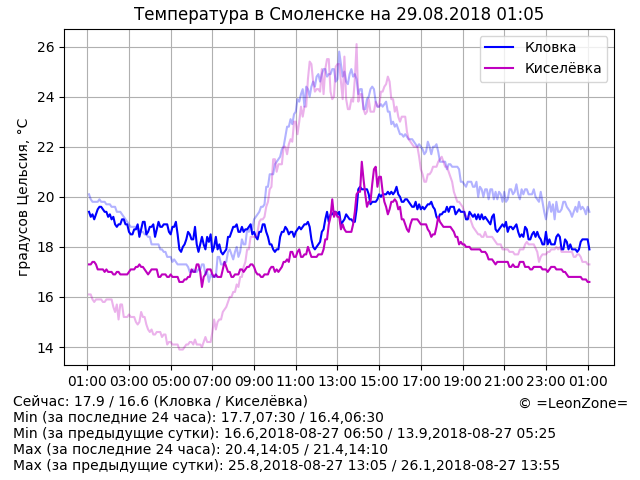 Температура в Смоленске на 29.08.2018 01:05
Кловка
Киселёвка
градусов Цельсия, °C
26
24
22
20
18
16
14
01:00 03:00 05:00 07:00 09:00 11:00 13:00 15:00 17:00 19:00 21:00 23:00 01:00
Сейчас: 17.9 / 16.6 (Кловка / Киселёвка)
© =LeonZone=
Min (за последние 24 часа): 17.7,07:30 / 16.4,06:30
Min (за предыдущие сутки): 16.6,2018-08-27 06:50 / 13.9,2018-08-27 05:25
Max (за последние 24 часа): 20.4,14:05 / 21.4,14:10
Max (за предыдущие сутки): 25.8,2018-08-27 13:05 / 26.1,2018-08-27 13:55